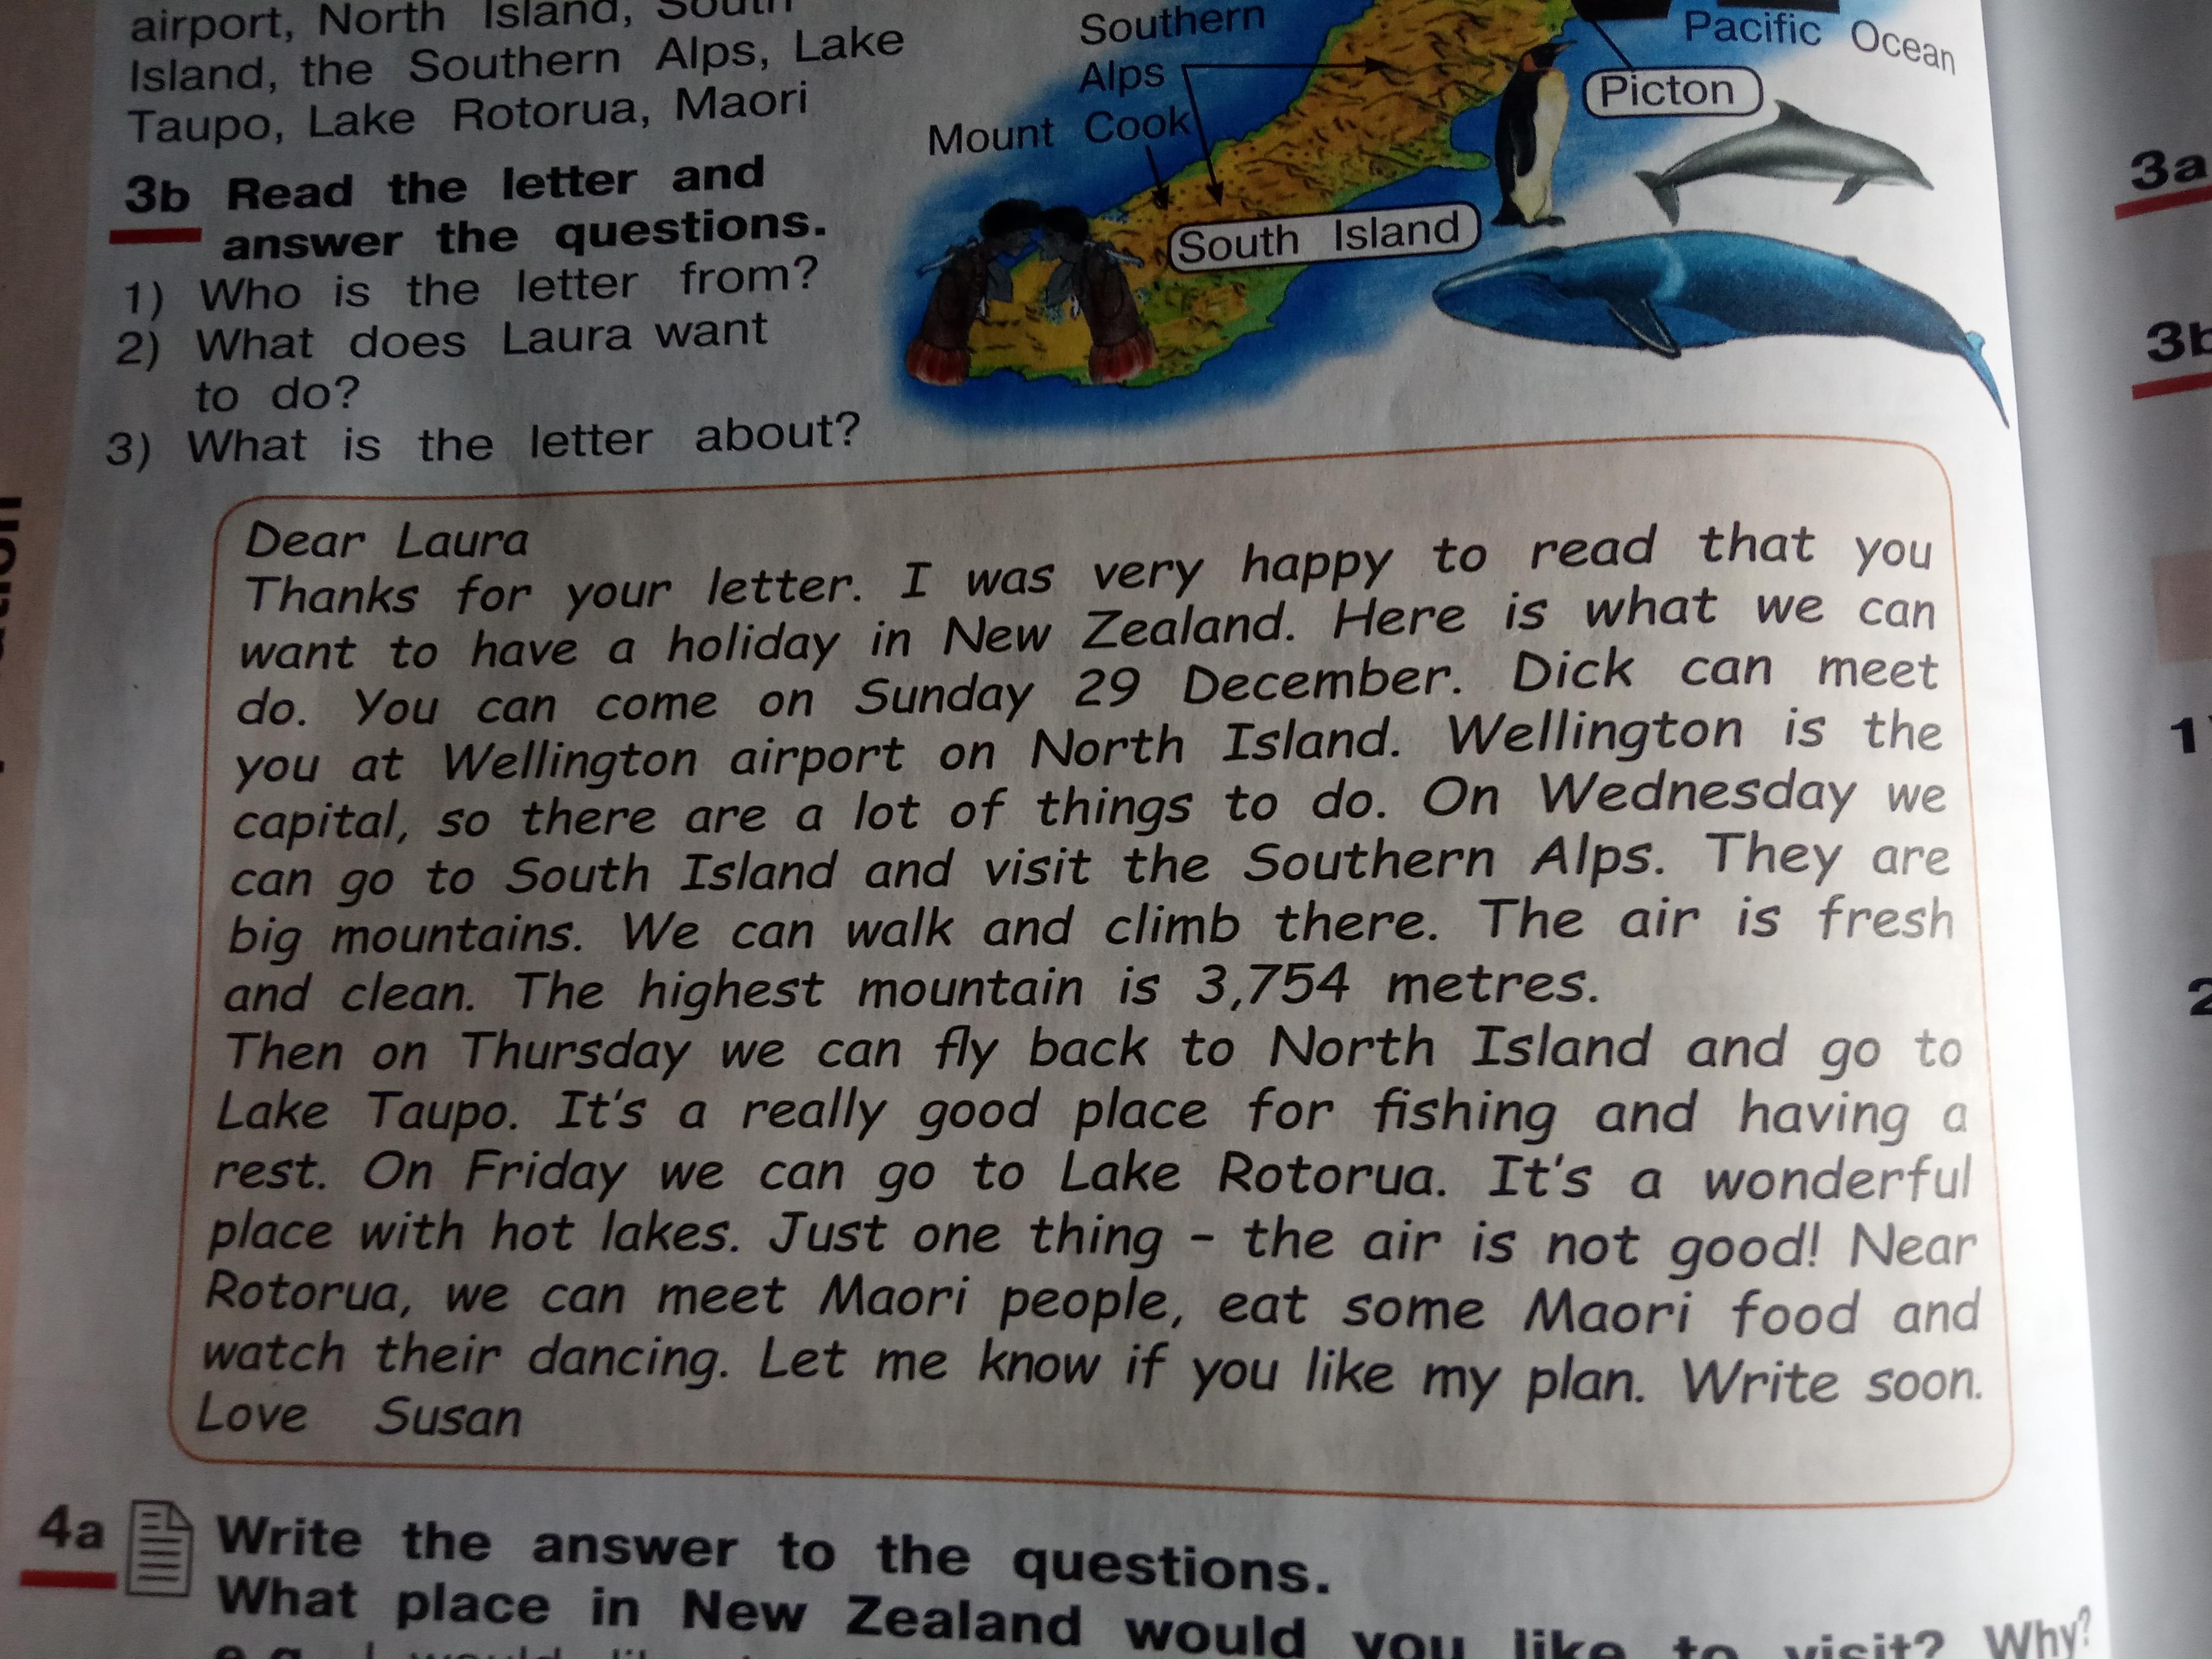 airport, North Island, South
Island, the Southern Alps, Lake
Taupo, Lake Rotorua, Maori
3b Read the letter and
answer the questions.
1) Who is the letter from?
2) What does Laura want
to do?
3) What is the letter about?
Southern
Alps
Mount Cook
South Island
Picton
Pacific Ocean
Dear Laura
Thanks for your letter. I was very happy to read that you
want to have a holiday in New Zealand. Here is what we can
do. You can come on Sunday 29 December. Dick can meet
you at Wellington airport on North Island. Wellington is the
capital, so there are a lot of things to do. On Wednesday we
can go to South Island and visit the Southern Alps. They are
big mountains. We can walk and climb there. The air is fresh
and clean. The highest mountain is 3,754 metres.
Then on Thursday we can fly back to North Island and go to
Lake Taupo. It's a really good place for fishing and having a
rest. On Friday we can go to Lake Rotorua. It's a wonderful
place with hot lakes. Just one thing – the air is not good! Near
Rotorua, we can meet Maori people, eat some Maori food and
watch their dancing. Let me know if you like my plan. Write soon.
Love Susan
4a Write the answer to the questions.
What place in New Zealand would you like to visit? Why?
e.g. I would
3a
3b
1
2